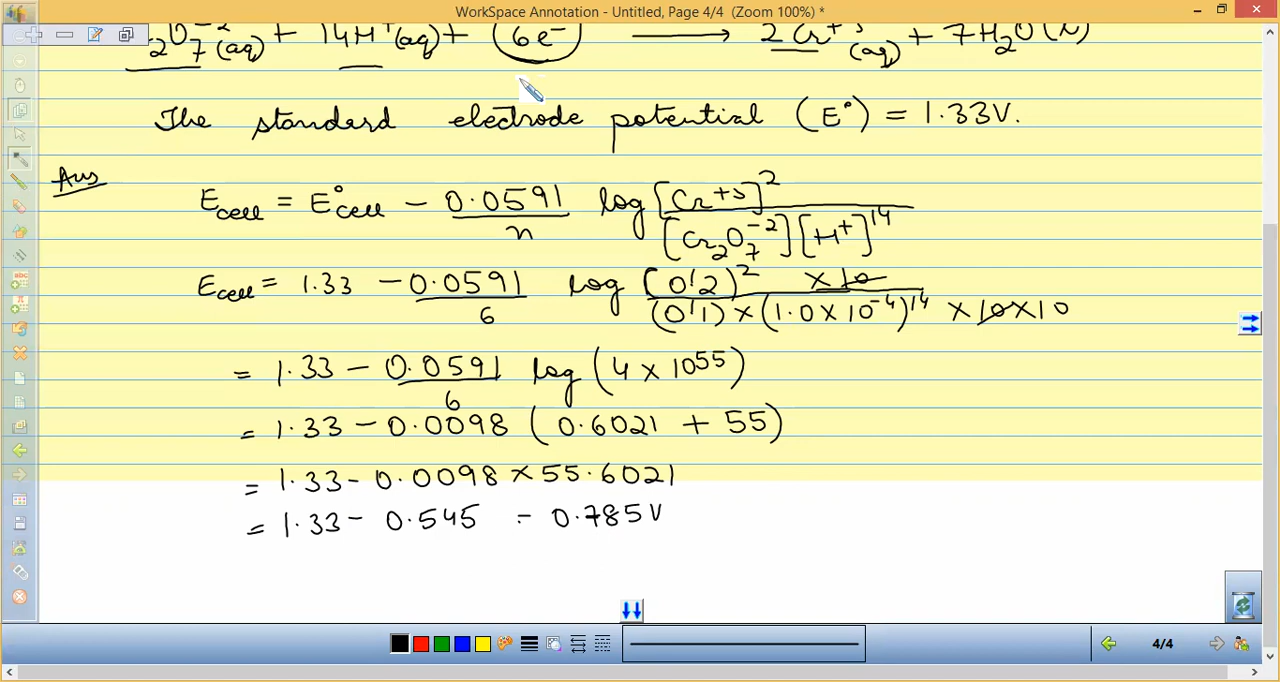 WorkSpace Annotation - Untitled, Page 4/4 (Zoom 100%) *
₂O₇⁻²(aq) + 14H⁺(aq) + (6e⁻) ⟶ 2Cr⁺³(aq) + 7H₂O(l)
The standard electrode potential (E°) = 1.33V.
Ans
Ecell = E°cell − 0.0591/n log [Cr⁺³]²/[Cr₂O₇⁻²][H⁺]¹⁴
Ecell = 1.33 − 0.0591/6 log (0.2)² × 10/(0.1) × (1.0 × 10⁻⁴)¹⁴ × 10 × 10
= 1.33 − 0.0591/6 log (4 × 10⁵⁵)
= 1.33 − 0.0098 (0.6021 + 55)
= 1.33 − 0.0098 × 55.6021
= 1.33 − 0.545 = 0.785V
4/4